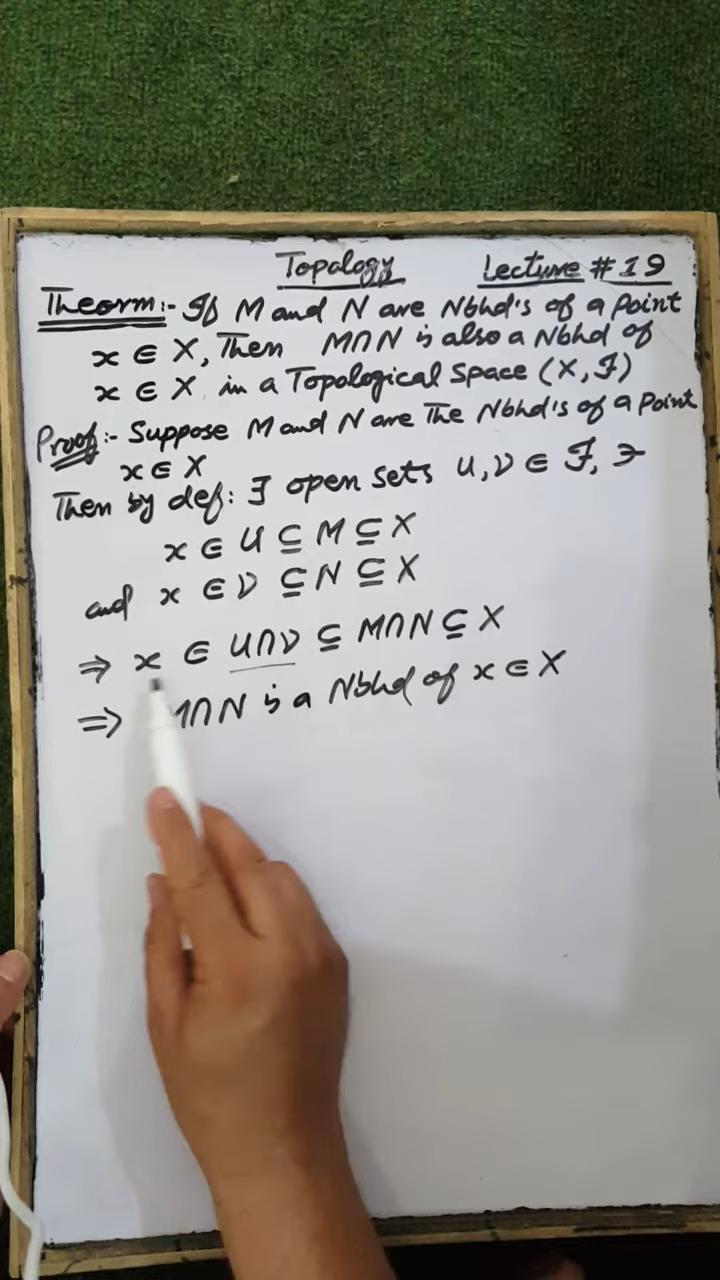 Topology Lecture # 19
Theorm:- If M and N are Nbhd's of a Point
x ∈ X, Then M∩N is also a Nbhd of
x ∈ X, in a Topological Space (X, ℱ)
Proof:- Suppose M and N are The Nbhd's of a Point
x ∈ X
Then by def: ∃ open sets U, V ∈ ℱ, ∋
x ∈ U ⊆ M ⊆ X
and x ∈ V ⊆ N ⊆ X
⇒ x ∈ U∩V ⊆ M∩N ⊆ X
⇒ M∩N is a Nbhd of x ∈ X